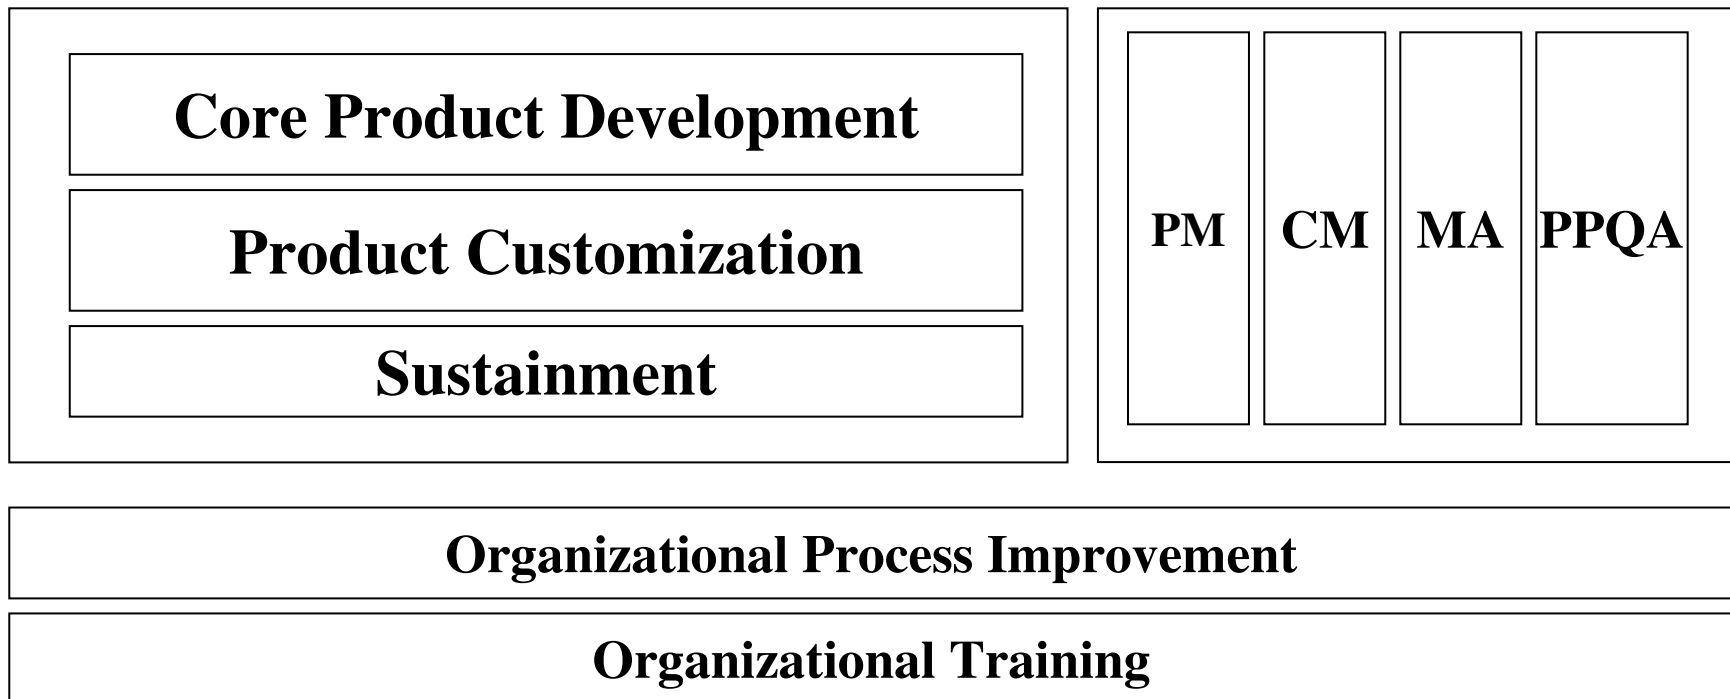 Core Product Development
Product Customization
Sustainment
PM
CM
MA
PPQA
Organizational Process Improvement
Organizational Training